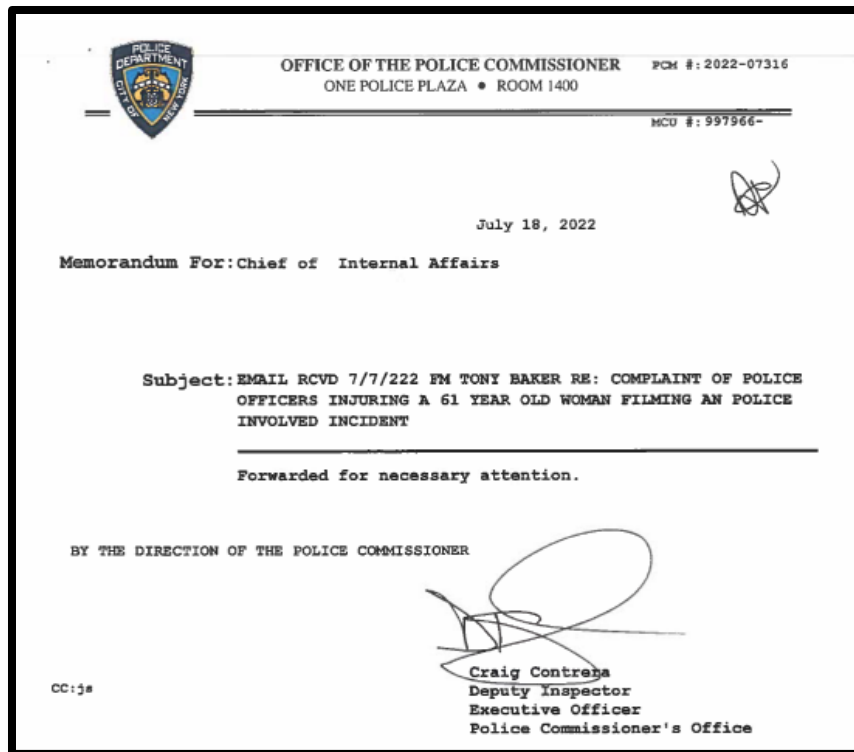 POLICE
DEPARTMENT
CITY OF NEW YORK
OFFICE OF THE POLICE COMMISSIONER
ONE POLICE PLAZA • ROOM 1400
PCM #: 2022-07316
MCU #: 997966-
July 18, 2022
Memorandum For: Chief of Internal Affairs
Subject: EMAIL RCVD 7/7/222 FM TONY BAKER RE: COMPLAINT OF POLICE
OFFICERS INJURING A 61 YEAR OLD WOMAN FILMING AN POLICE
INVOLVED INCIDENT
Forwarded for necessary attention.
BY THE DIRECTION OF THE POLICE COMMISSIONER
Craig Contrera
Deputy Inspector
Executive Officer
Police Commissioner's Office
CC:js